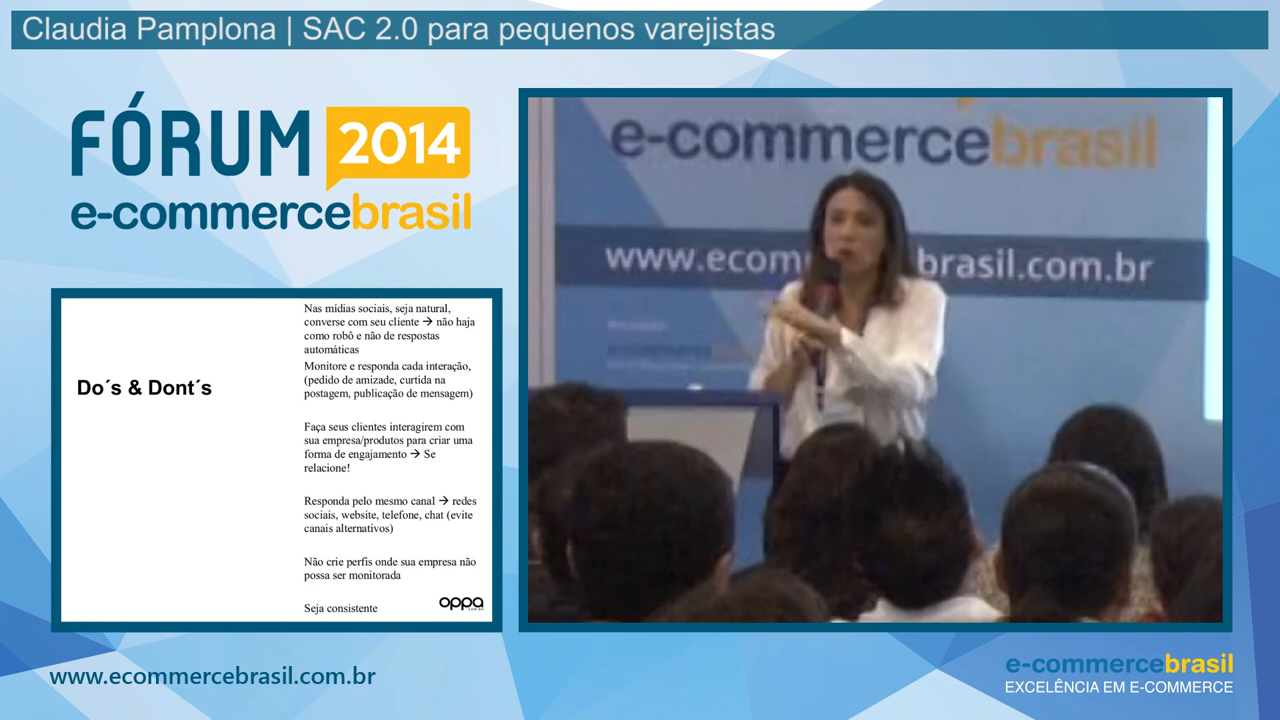 Claudia Pamplona | SAC 2.0 para pequenos varejistas
FÓRUM 2014
e-commercebrasil
Do´s & Dont´s
Nas mídias sociais, seja natural,
converse com seu cliente → não haja
como robô e não de respostas
automáticas
Monitore e responda cada interação,
(pedido de amizade, curtida na
postagem, publicação de mensagem)
Faça seus clientes interagirem com
sua empresa/produtos para criar uma
forma de engajamento → Se
relacione!
Responda pelo mesmo canal → redes
sociais, website, telefone, chat (evite
canais alternativos)
Não crie perfis onde sua empresa não
possa ser monitorada
Seja consistente
oppa
e-commercebrasil
www.ecom brasil.com.br
www.ecommercebrasil.com.br
e-commercebrasil
EXCELÊNCIA EM E-COMMERCE